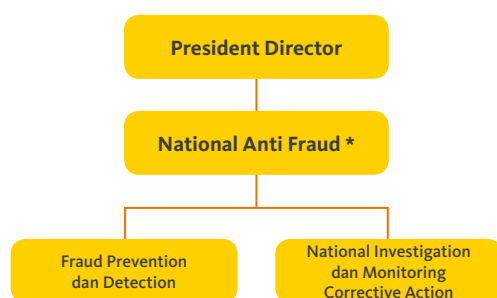 President Director
National Anti Fraud *
Fraud Prevention
dan Detection
National Investigation
dan Monitoring
Corrective Action